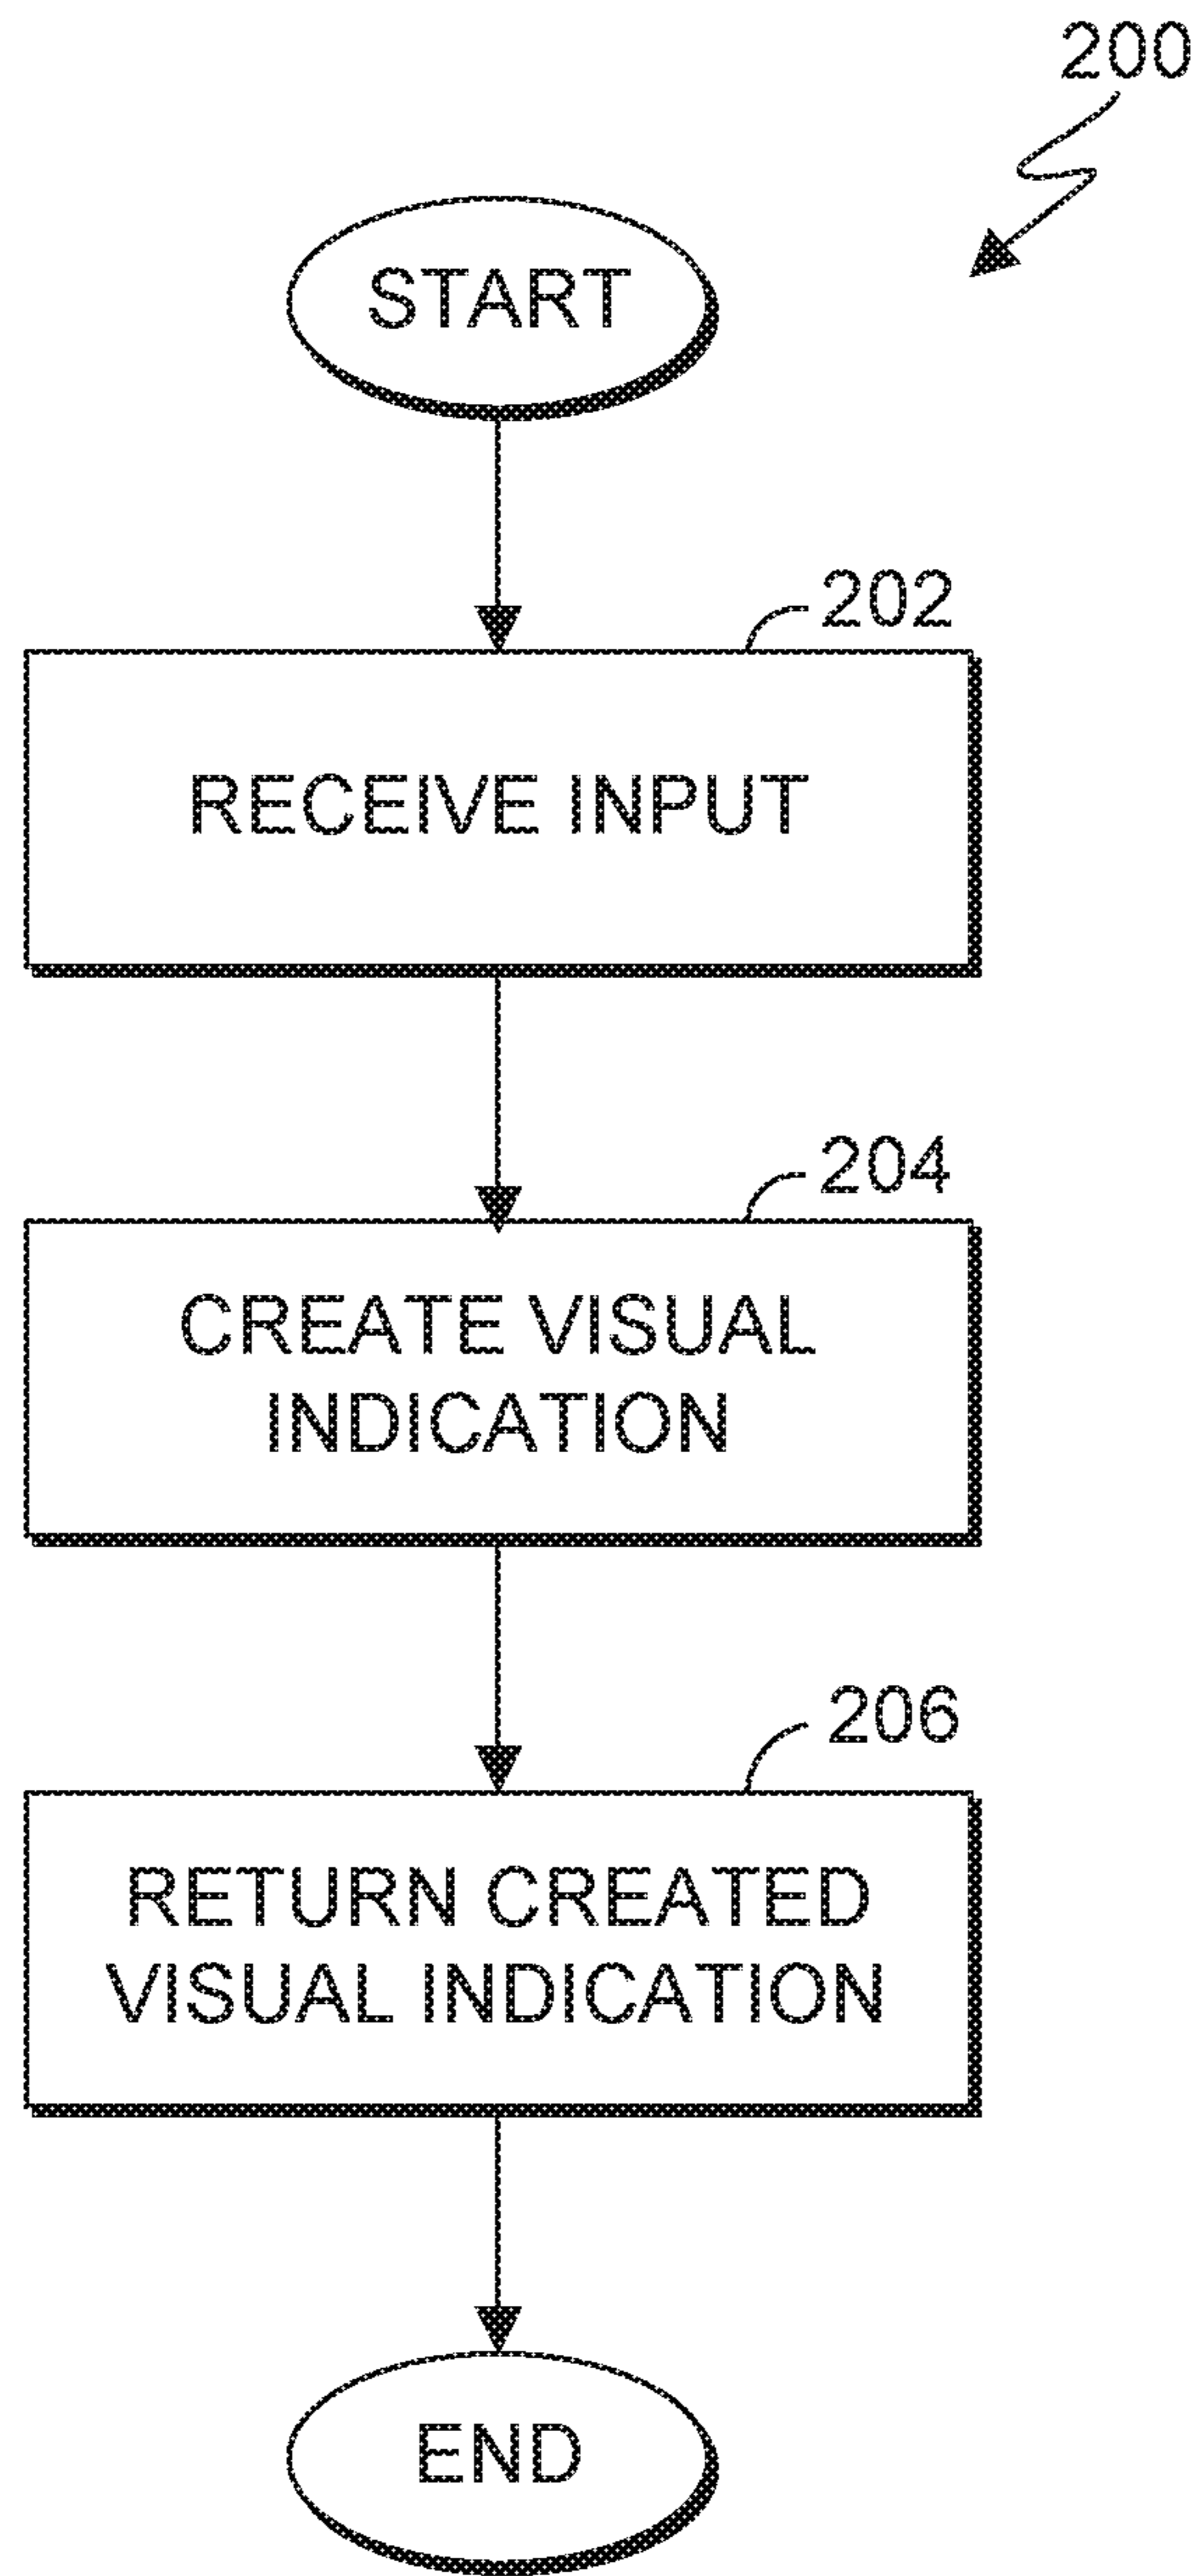 200
START
202
RECEIVE INPUT
204
CREATE VISUAL
INDICATION
206
RETURN CREATED
VISUAL INDICATION
END